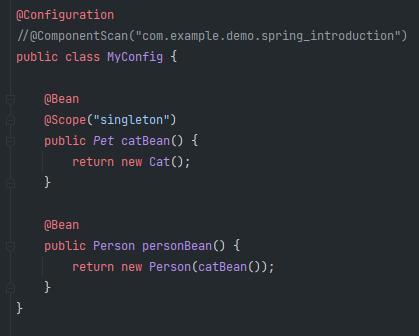 @Configuration
//@ComponentScan("com.example.demo.spring_introduction")
public class MyConfig {
@Bean
@Scope("singleton")
public Pet catBean() {
return new Cat();
}
@Bean
public Person personBean() {
return new Person(catBean());
}
}